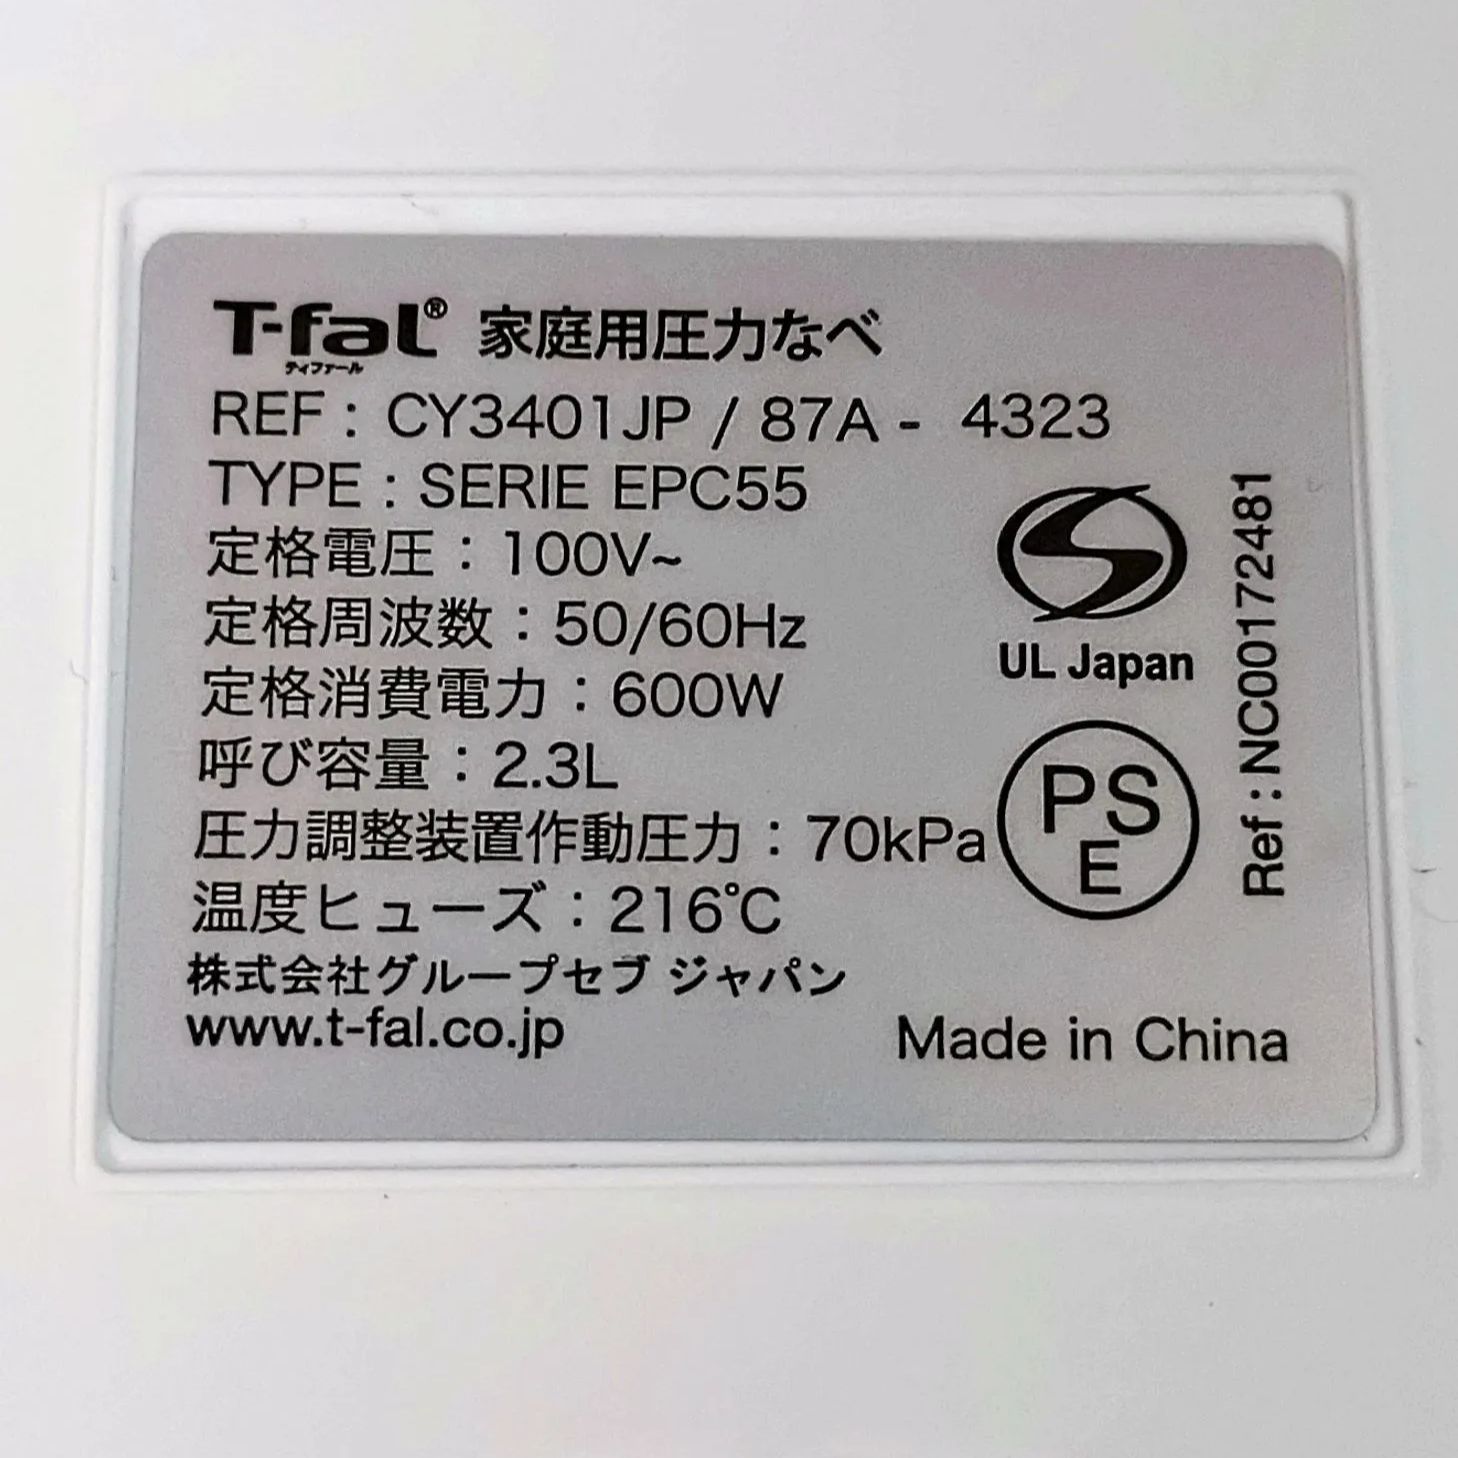 T-fal® 家庭用圧力なべ
ティファール
REF : CY3401JP / 87A - 4323
TYPE : SERIE EPC55
定格電圧：100V~
定格周波数：50/60Hz
定格消費電力：600W
呼び容量：2.3L
圧力調整装置作動圧力：70kPa
温度ヒューズ：216℃
株式会社グループセブ ジャパン
www.t-fal.co.jp
S
UL Japan
PS
E
Ref : NC00172481
Made in China